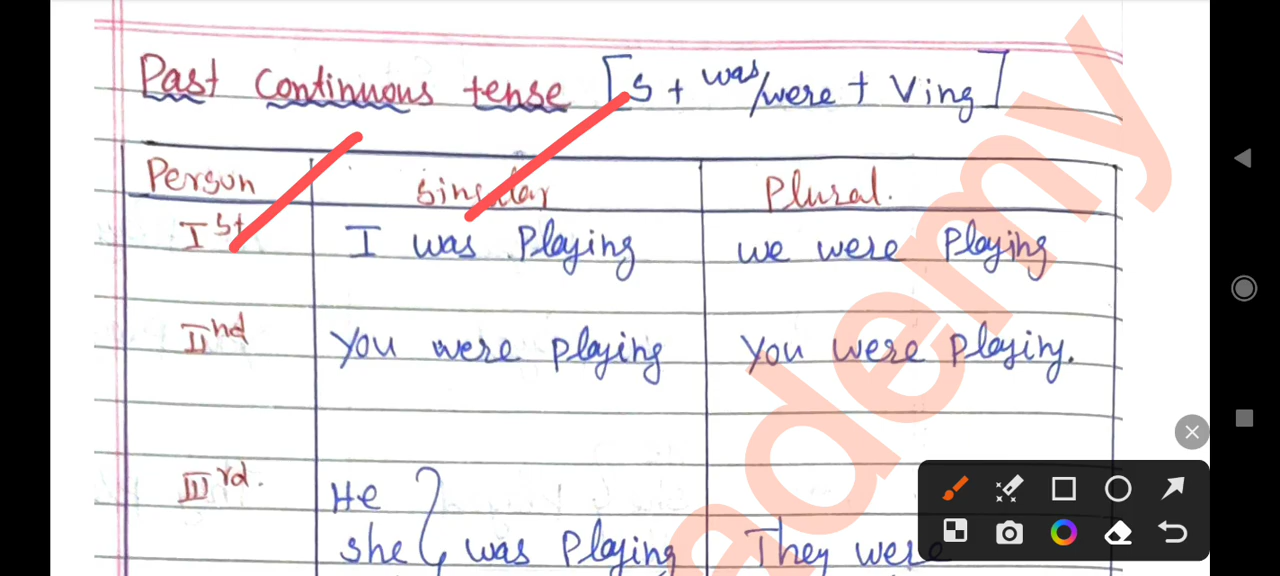 Past Continuous tense [S + was/were + Ving]
Person Singular Plural.
Ist I was Playing we were Playing
IInd You were playing You were playing.
IIIrd. He
she } was Playing They were
demy